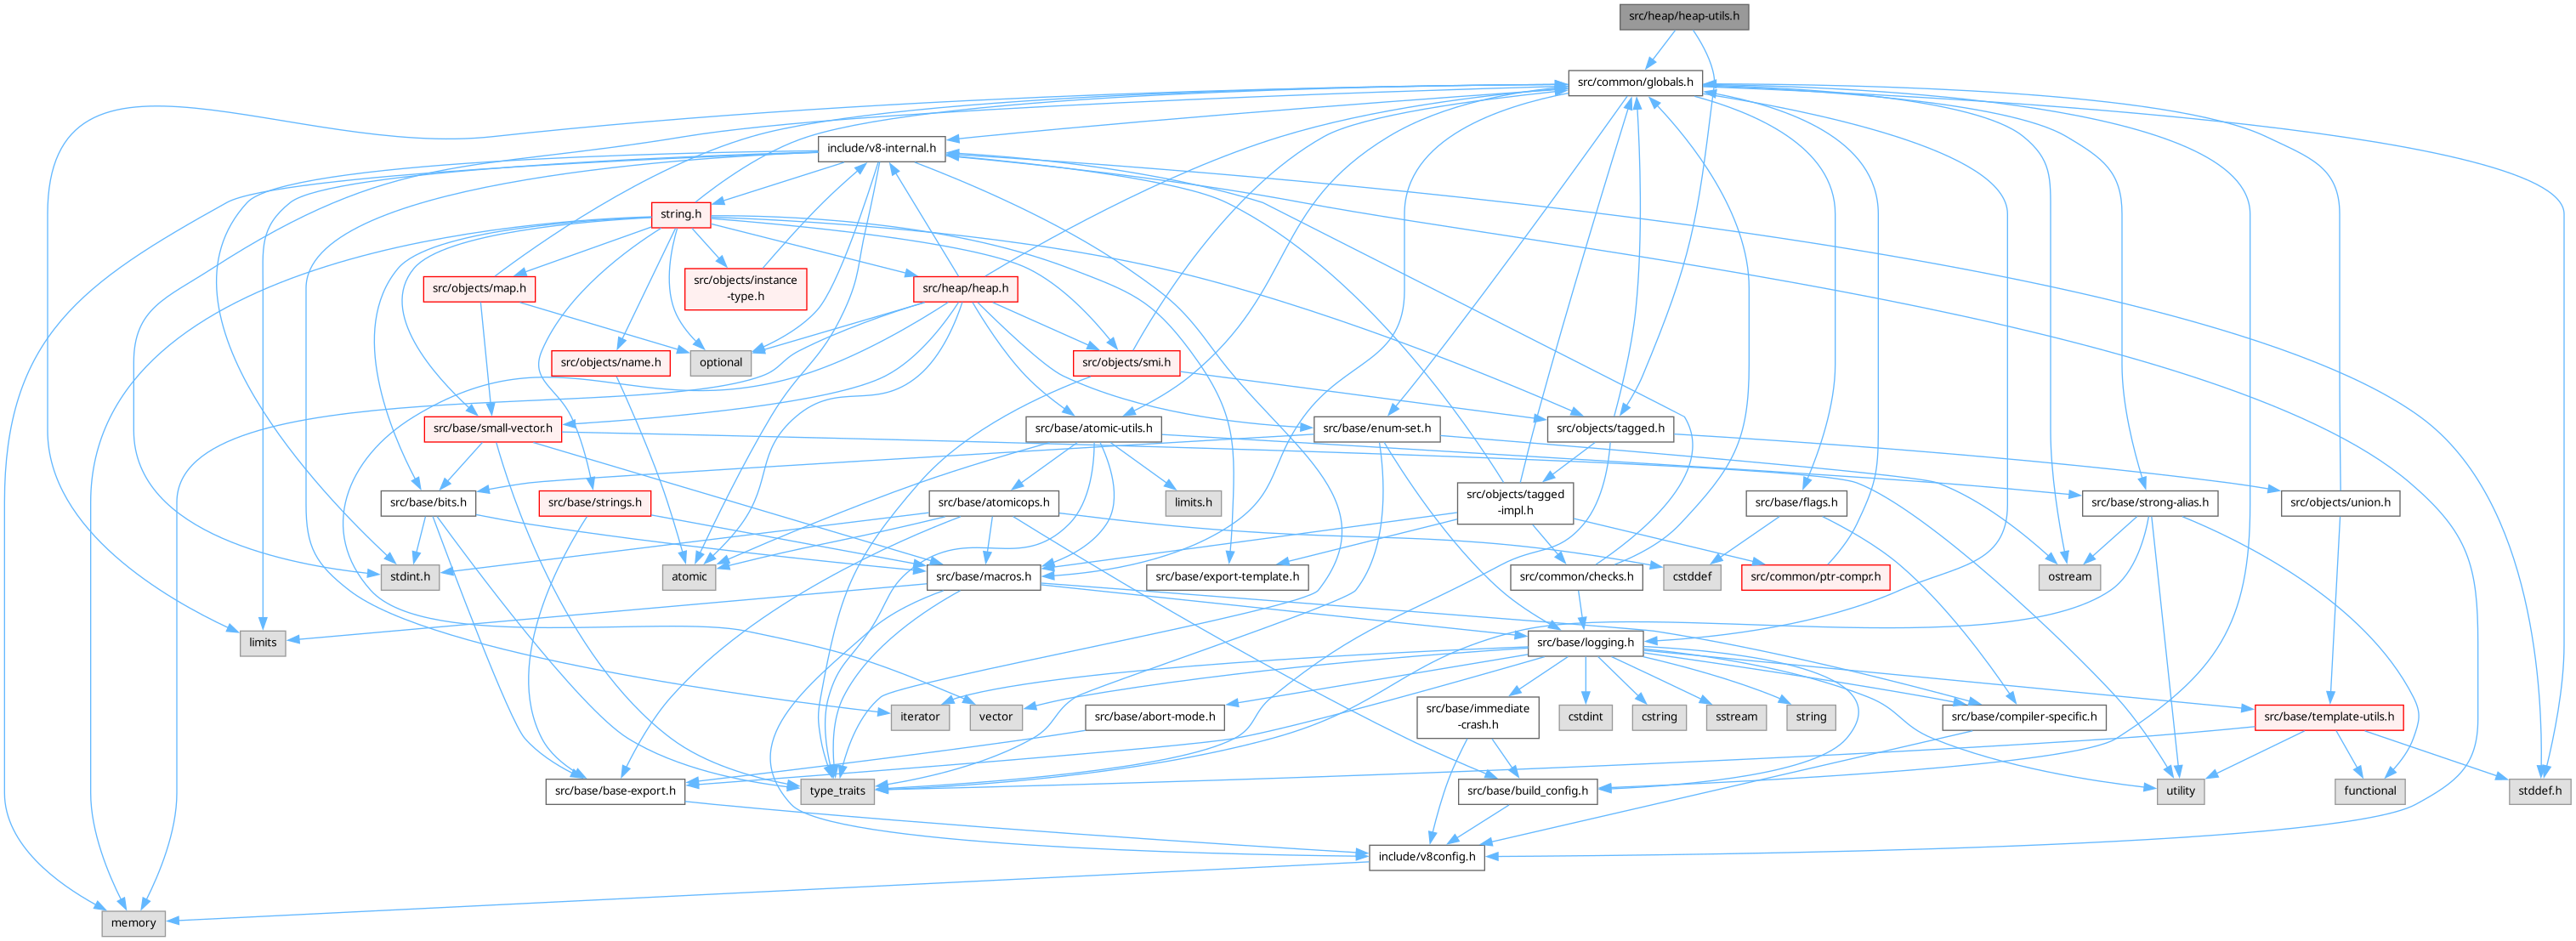 src/heap/heap-utils.h
src/common/globals.h
include/v8-internal.h
string.h
src/objects/map.h
src/objects/instance
-type.h
src/heap/heap.h
src/objects/name.h
optional
src/objects/smi.h
src/base/small-vector.h
src/base/atomic-utils.h
src/base/enum-set.h
src/objects/tagged.h
src/base/bits.h
src/base/strings.h
src/base/atomicops.h
limits.h
src/objects/tagged
-impl.h
src/base/flags.h
src/base/strong-alias.h
src/objects/union.h
stdint.h
atomic
src/base/macros.h
src/base/export-template.h
src/common/checks.h
cstddef
src/common/ptr-compr.h
ostream
limits
src/base/logging.h
iterator
vector
src/base/abort-mode.h
src/base/immediate
-crash.h
cstdint
cstring
sstream
string
src/base/compiler-specific.h
src/base/template-utils.h
src/base/base-export.h
type_traits
src/base/build_config.h
utility
functional
stddef.h
include/v8config.h
memory